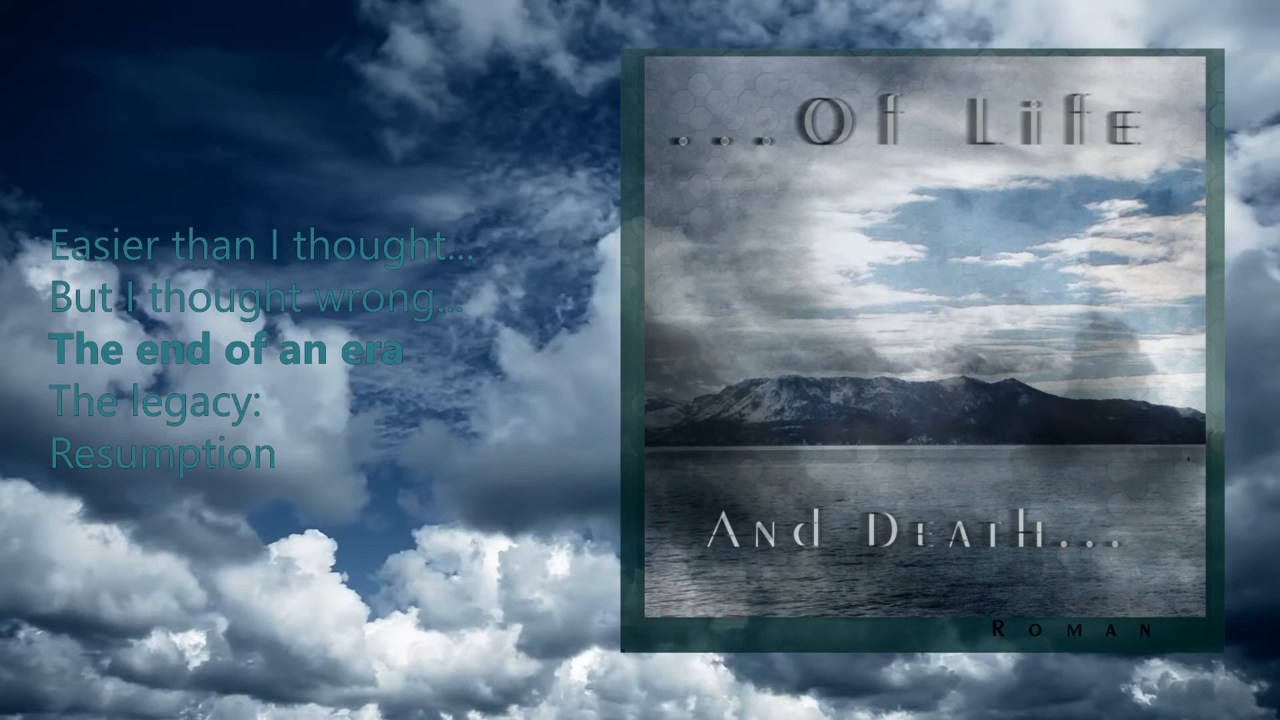 Easier than I thought...
But I thought wrong...
The end of an era
The legacy:
Resumption
...Of Life
And Death...
Roman